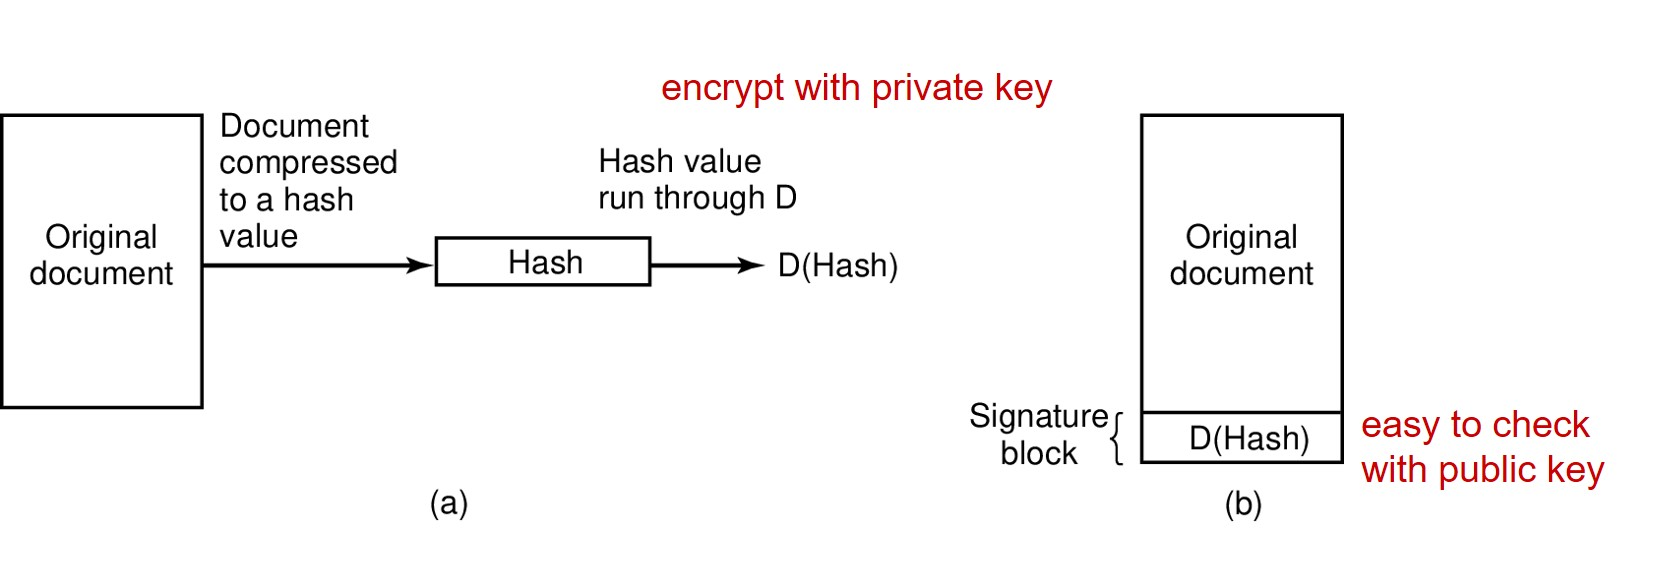 encrypt with private key
Original
document
Document
compressed
to a hash
value
Hash
Hash value
run through D
D(Hash)
(a)
Original
document
Signature
block
D(Hash)
easy to check
with public key
(b)